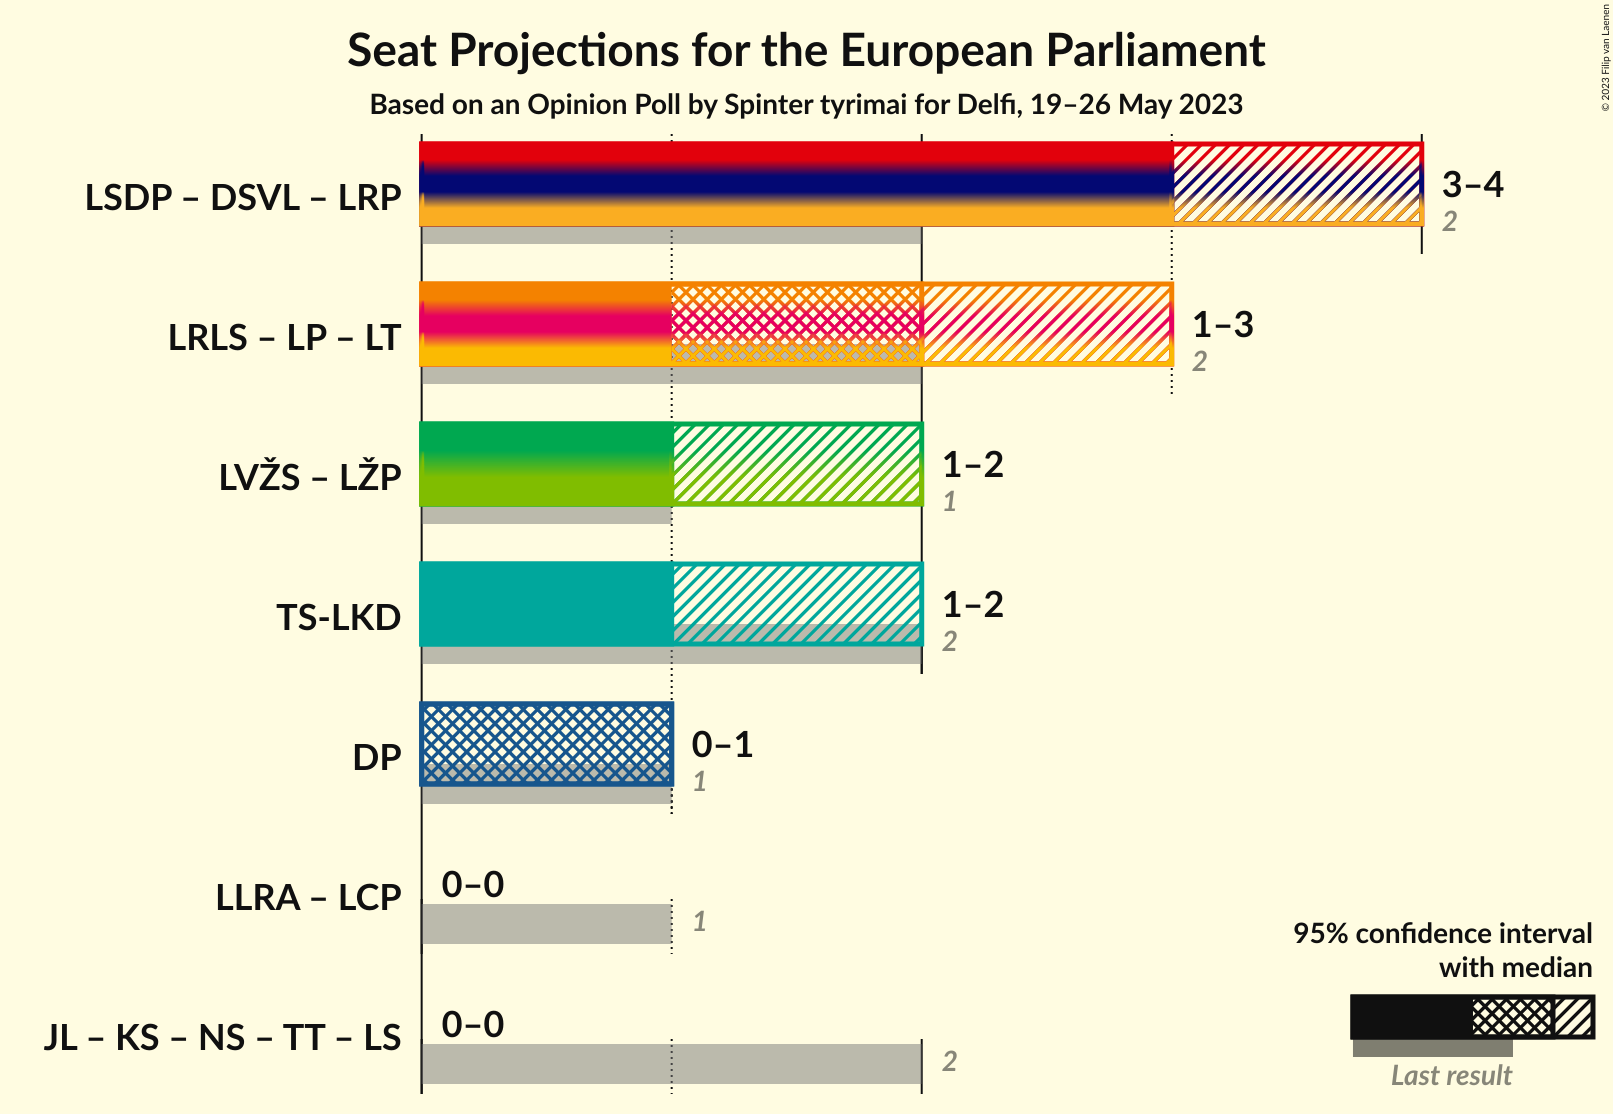 Seat Projections for the European Parliament
Based on an Opinion Poll by Spinter tyrimai for Delfi, 19–26 May 2023
© 2023 Filip van Laenen
LSDP – DSVL – LRP
3–4
2
LRLS – LP – LT
1–3
2
LVŽS – LŽP
1–2
1
TS-LKD
1–2
2
DP
0–1
1
LLRA – LCP
0–0
1
JL – KS – NS – TT – LS
0–0
2
95% confidence interval
with median
Last result